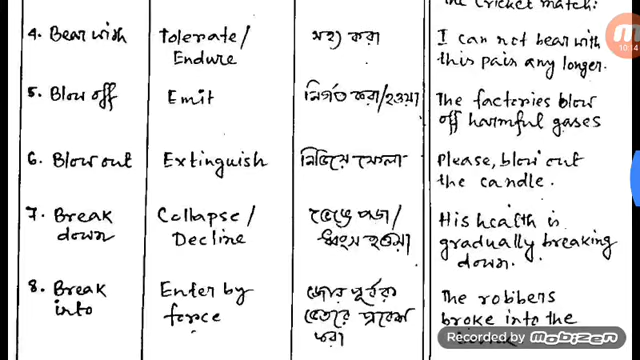 the Cricket match.
4. Bear with Tolerate/ Endure সহ্য করা I can not bear with this pain any longer.
5. Blow off Emit নির্গত করা/হওয়া The factories blow off harmful gases
6. Blow out Extinguish নিভিয়ে ফেলা Please, blow out the candle.
7. Break down Collapse/ Decline ভেঙে পড়া/ ধ্বংস হওয়া His health is gradually breaking down.
8. Break into Enter by force জোর পূর্বক ভেতরে প্রবেশ করা The robbers broke into the
10:14
Recorded by mobizen